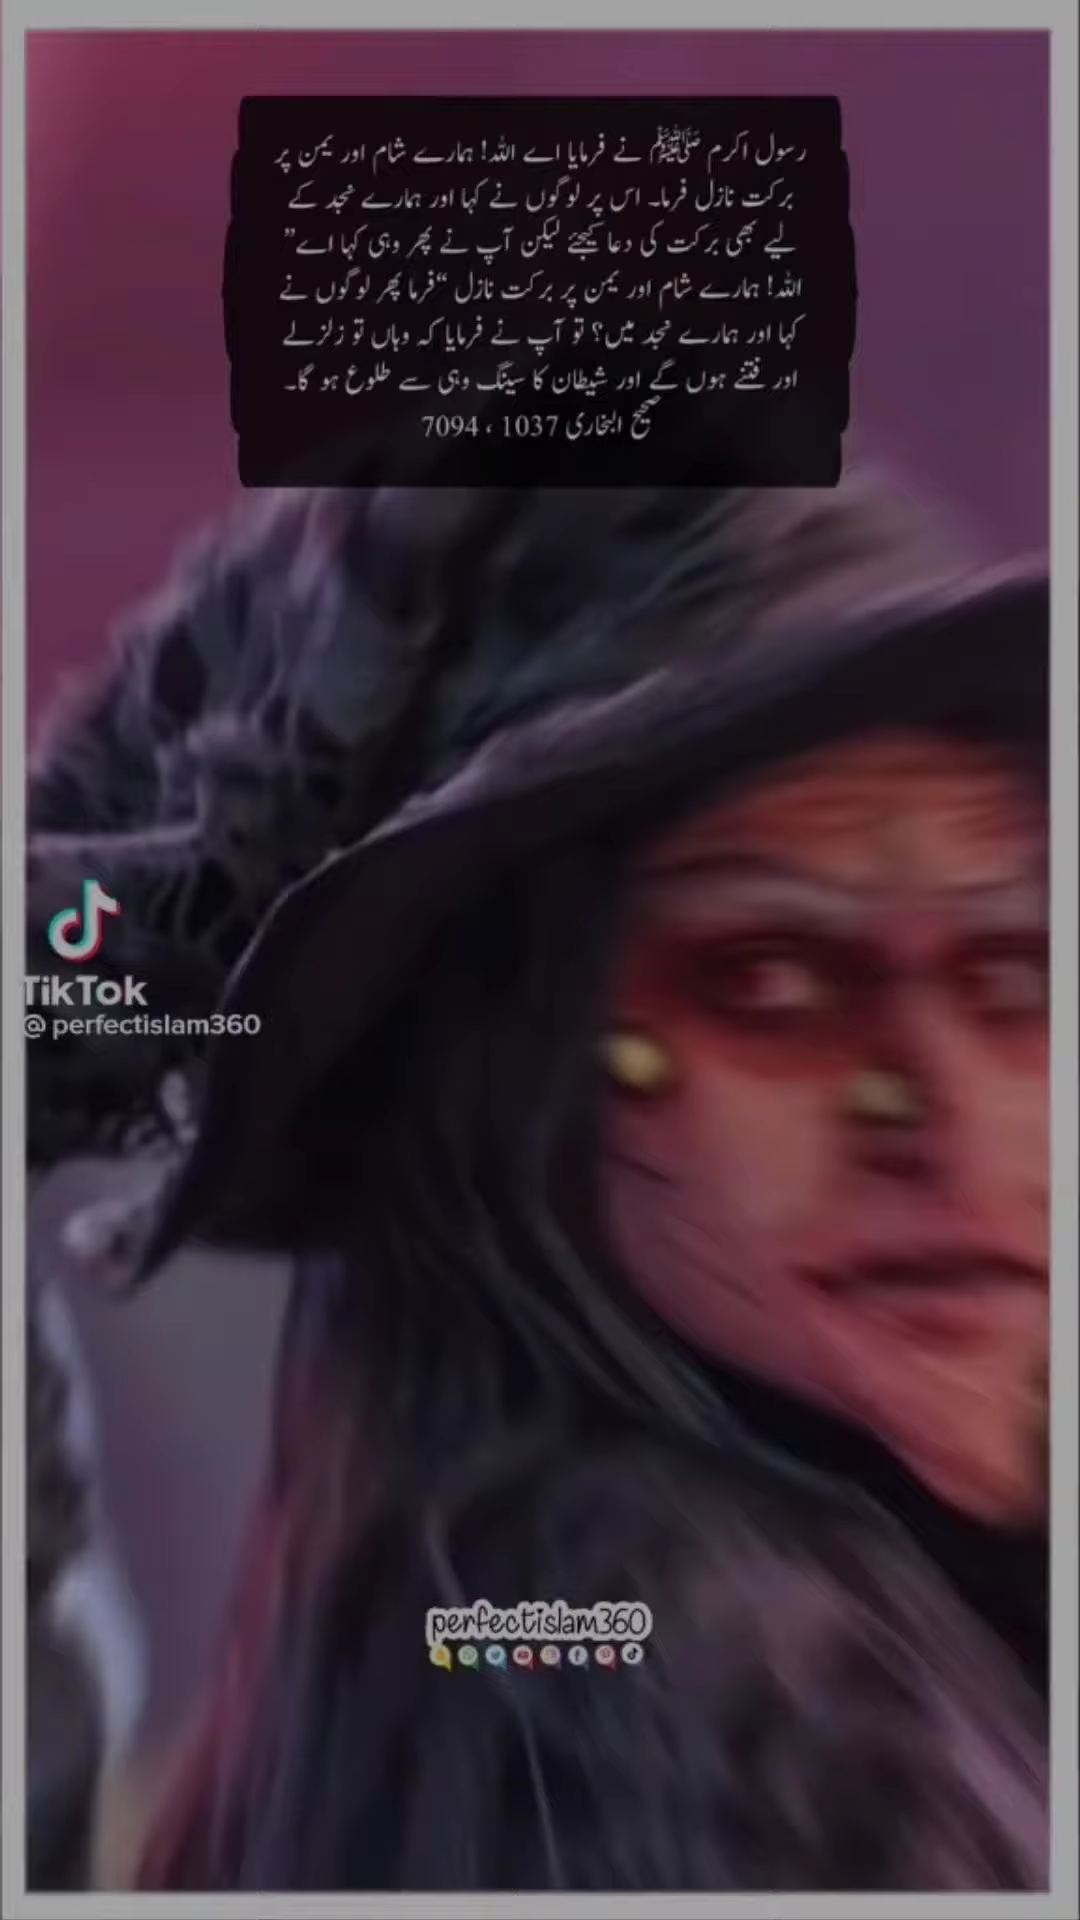 رسول اکرم ﷺ نے فرمایا اے اللہ! ہمارے شام اور یمن پر
برکت نازل فرما۔ اس پر لوگوں نے کہا اور ہمارے نجد کے
لیے بھی برکت کی دعا کیجئے لیکن آپ نے پھر وہی کہا اے”
اللہ! ہمارے شام اور یمن پر برکت نازل “فرما پھر لوگوں نے
کہا اور ہمارے نجد میں؟ تو آپ نے فرمایا کہ وہاں تو زلزلے
اور فتنے ہوں گے اور شیطان کا سینگ وہی سے طلوع ہو گا۔
صحیح البخاری 1037 ، 7094
TikTok
@ perfectislam360
perfectislam360